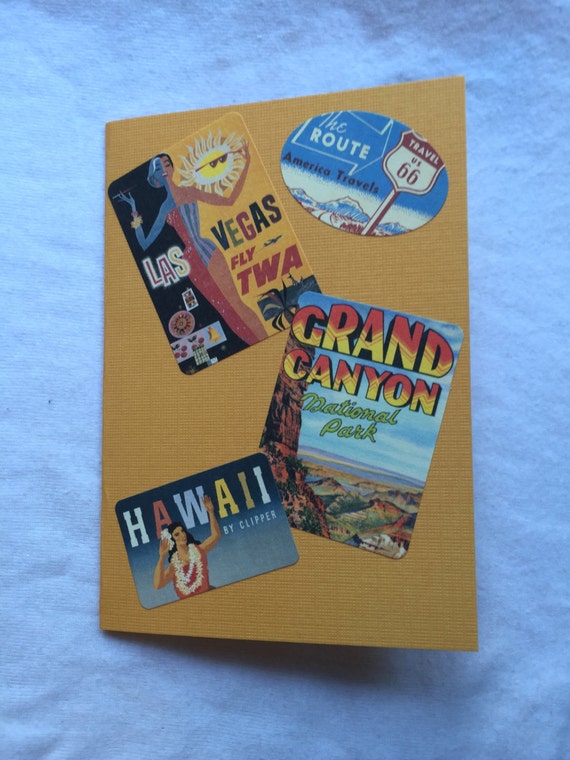 LAS VEGAS
FLY
TWA
The
ROUTE
America Travels
TRAVEL
US
66
GRAND
CANYON
National
Park
HAWAII
BY CLIPPER